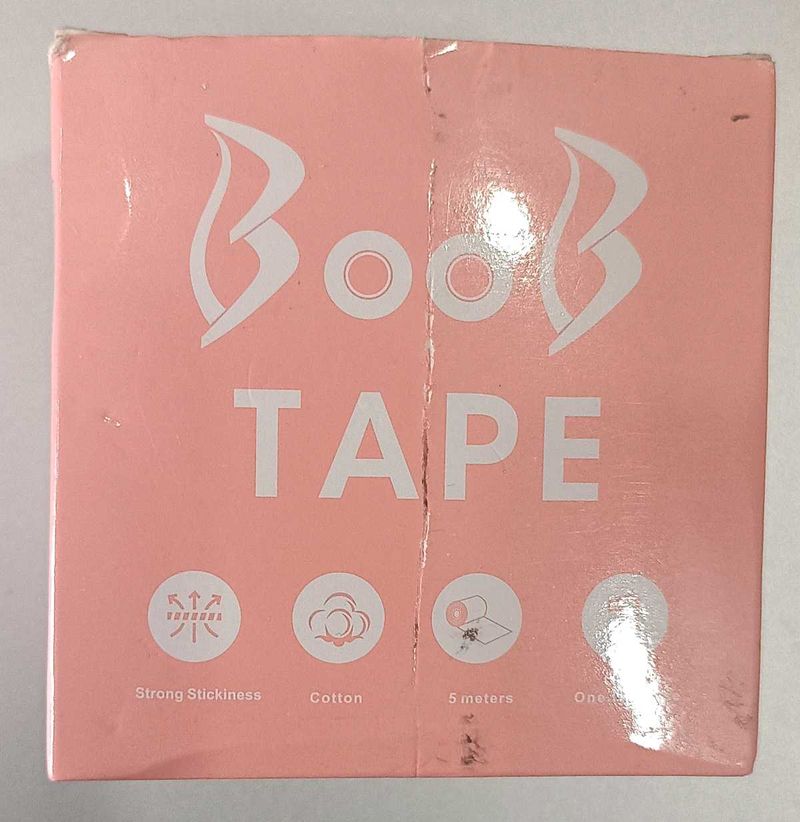 BooB
TAPE
Strong Stickiness
Cotton
5 meters